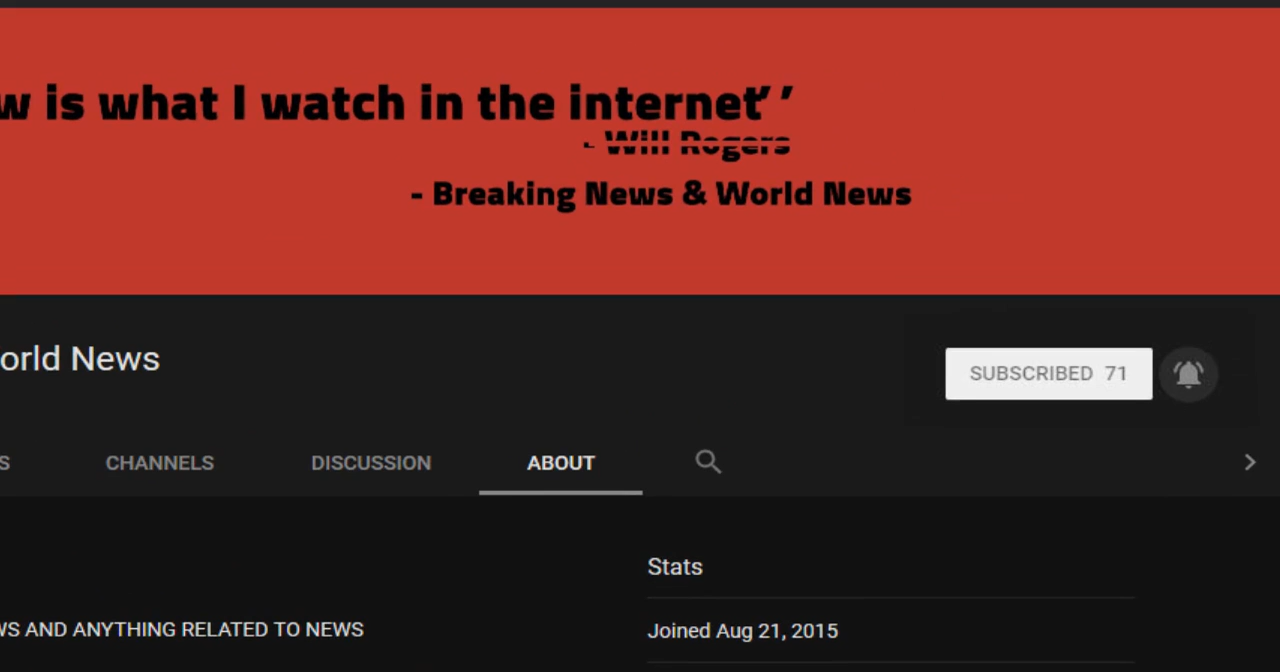 w is what I watch in the internet’’
- Will Rogers
- Breaking News & World News
orld News
SUBSCRIBED 71
S CHANNELS DISCUSSION ABOUT
Stats
WS AND ANYTHING RELATED TO NEWS
Joined Aug 21, 2015